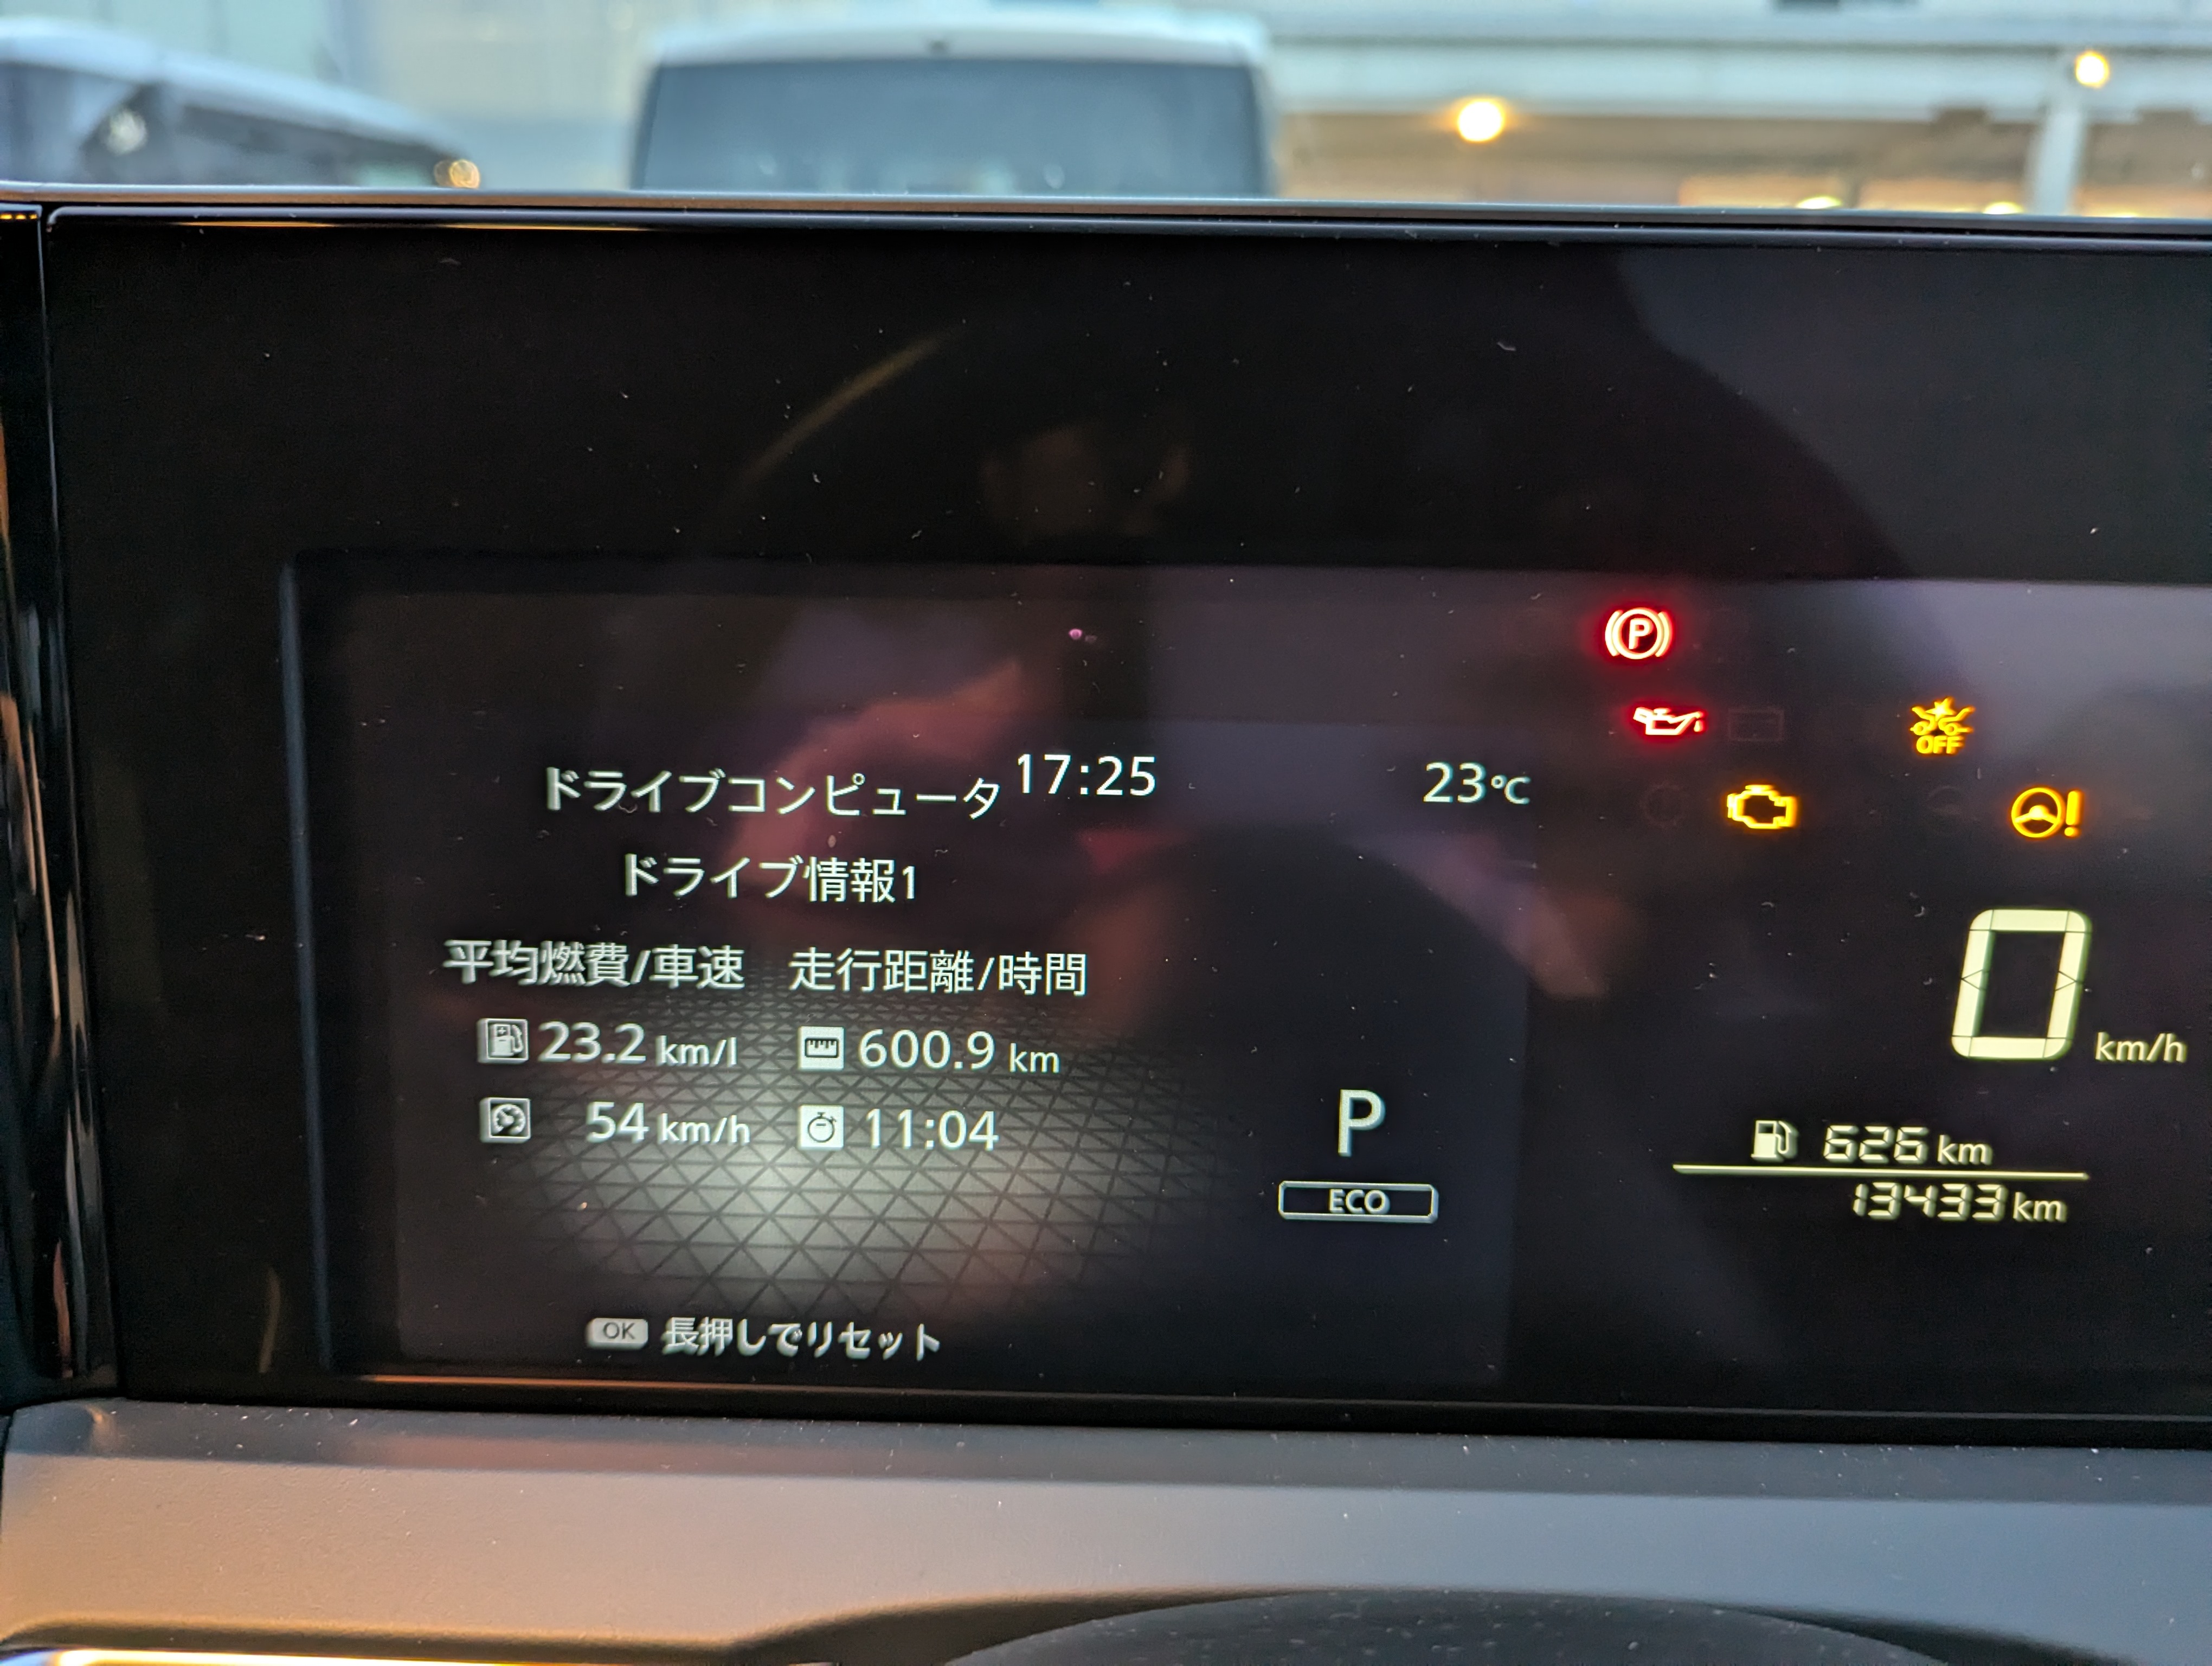 ドライブコンピュータ 17:25 23℃
ドライブ情報1
平均燃費/車速 走行距離/時間
23.2 km/l 600.9 km
54 km/h 11:04
OK 長押しでリセット
P
ECO
P
OFF
!
0 km/h
626 km
13433 km